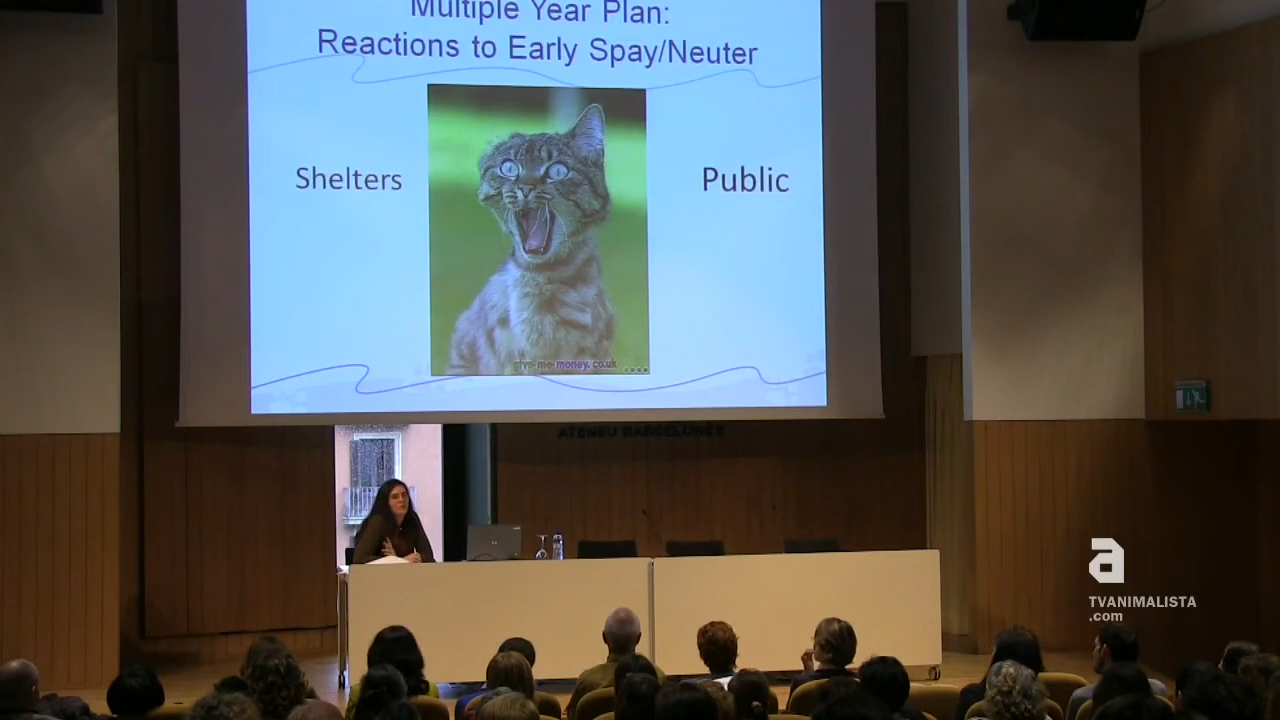 Multiple Year Plan:
Reactions to Early Spay/Neuter
Shelters
Public
give-me-money.co.uk
ATENEU BARCELONÈS
a
TVANIMALISTA
.com